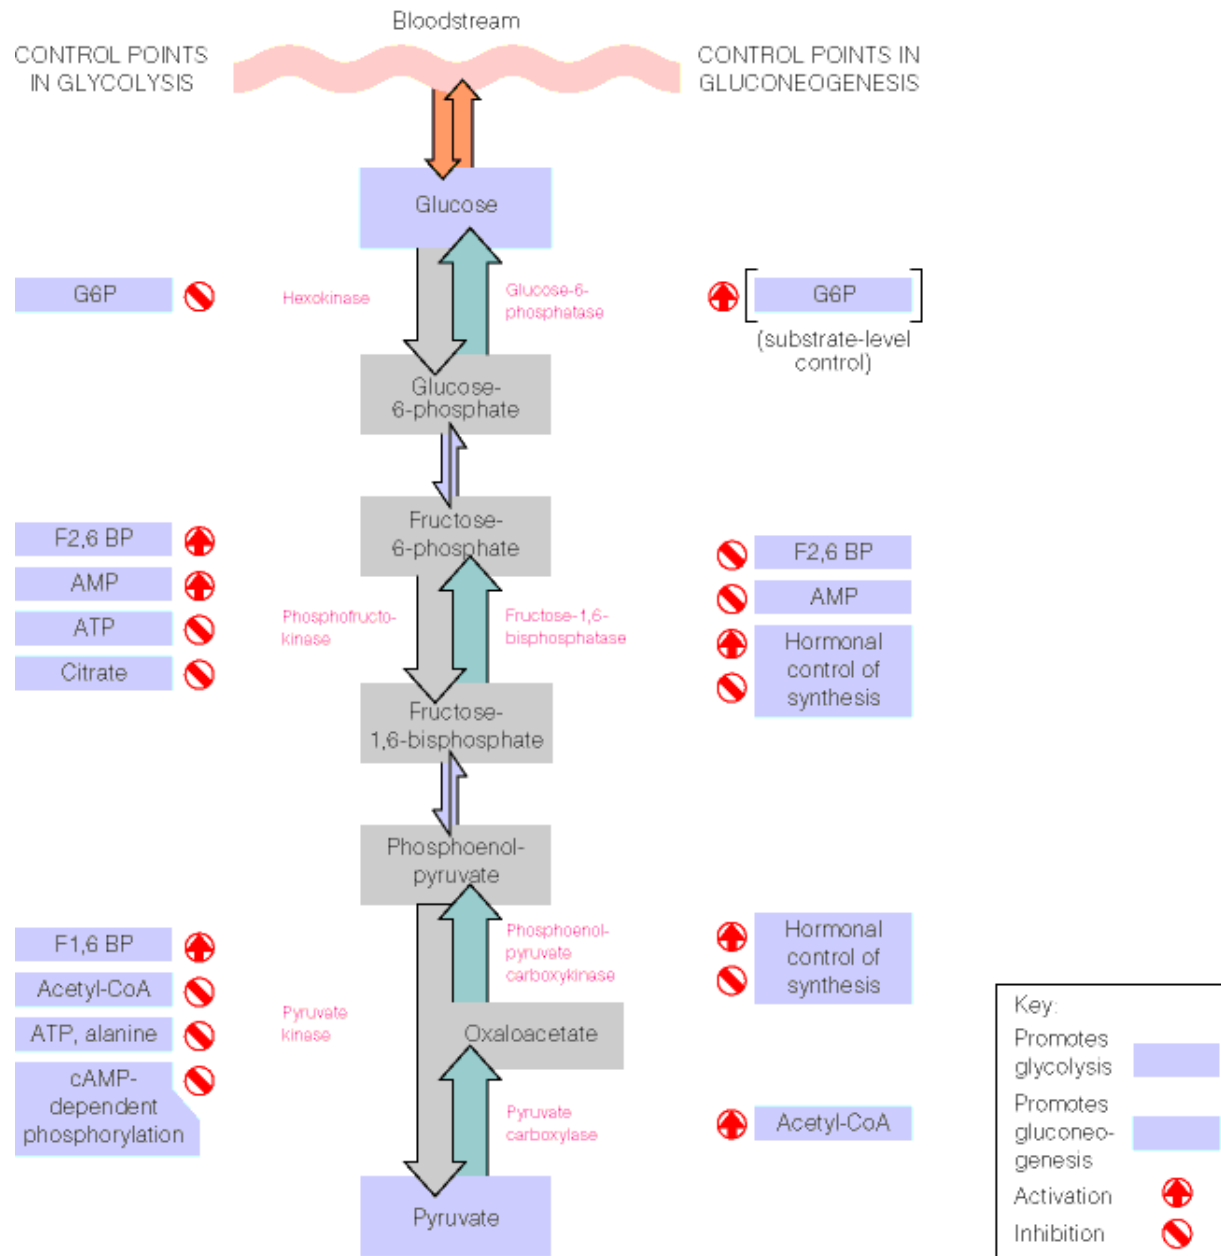 Bloodstream
CONTROL POINTS
IN GLYCOLYSIS
CONTROL POINTS IN
GLUCONEOGENESIS
Glucose
G6P
Hexokinase
Glucose-6-
phosphatase
G6P
(substrate-level
control)
Glucose-
6-phosphate
F2,6 BP
AMP
ATP
Citrate
Fructose-
6-phosphate
Phosphofructo-
kinase
Fructose-1,6-
bisphosphatase
F2,6 BP
AMP
Hormonal
control of
synthesis
Fructose-
1,6-bisphosphate
Phosphoenol-
pyruvate
F1,6 BP
Acetyl-CoA
ATP, alanine
cAMP-
dependent
phosphorylation
Pyruvate
kinase
Phosphoenol-
pyruvate
carboxykinase
Hormonal
control of
synthesis
Oxaloacetate
Pyruvate
carboxylase
Acetyl-CoA
Pyruvate
Key:
Promotes
glycolysis
Promotes
gluconeo-
genesis
Activation
Inhibition